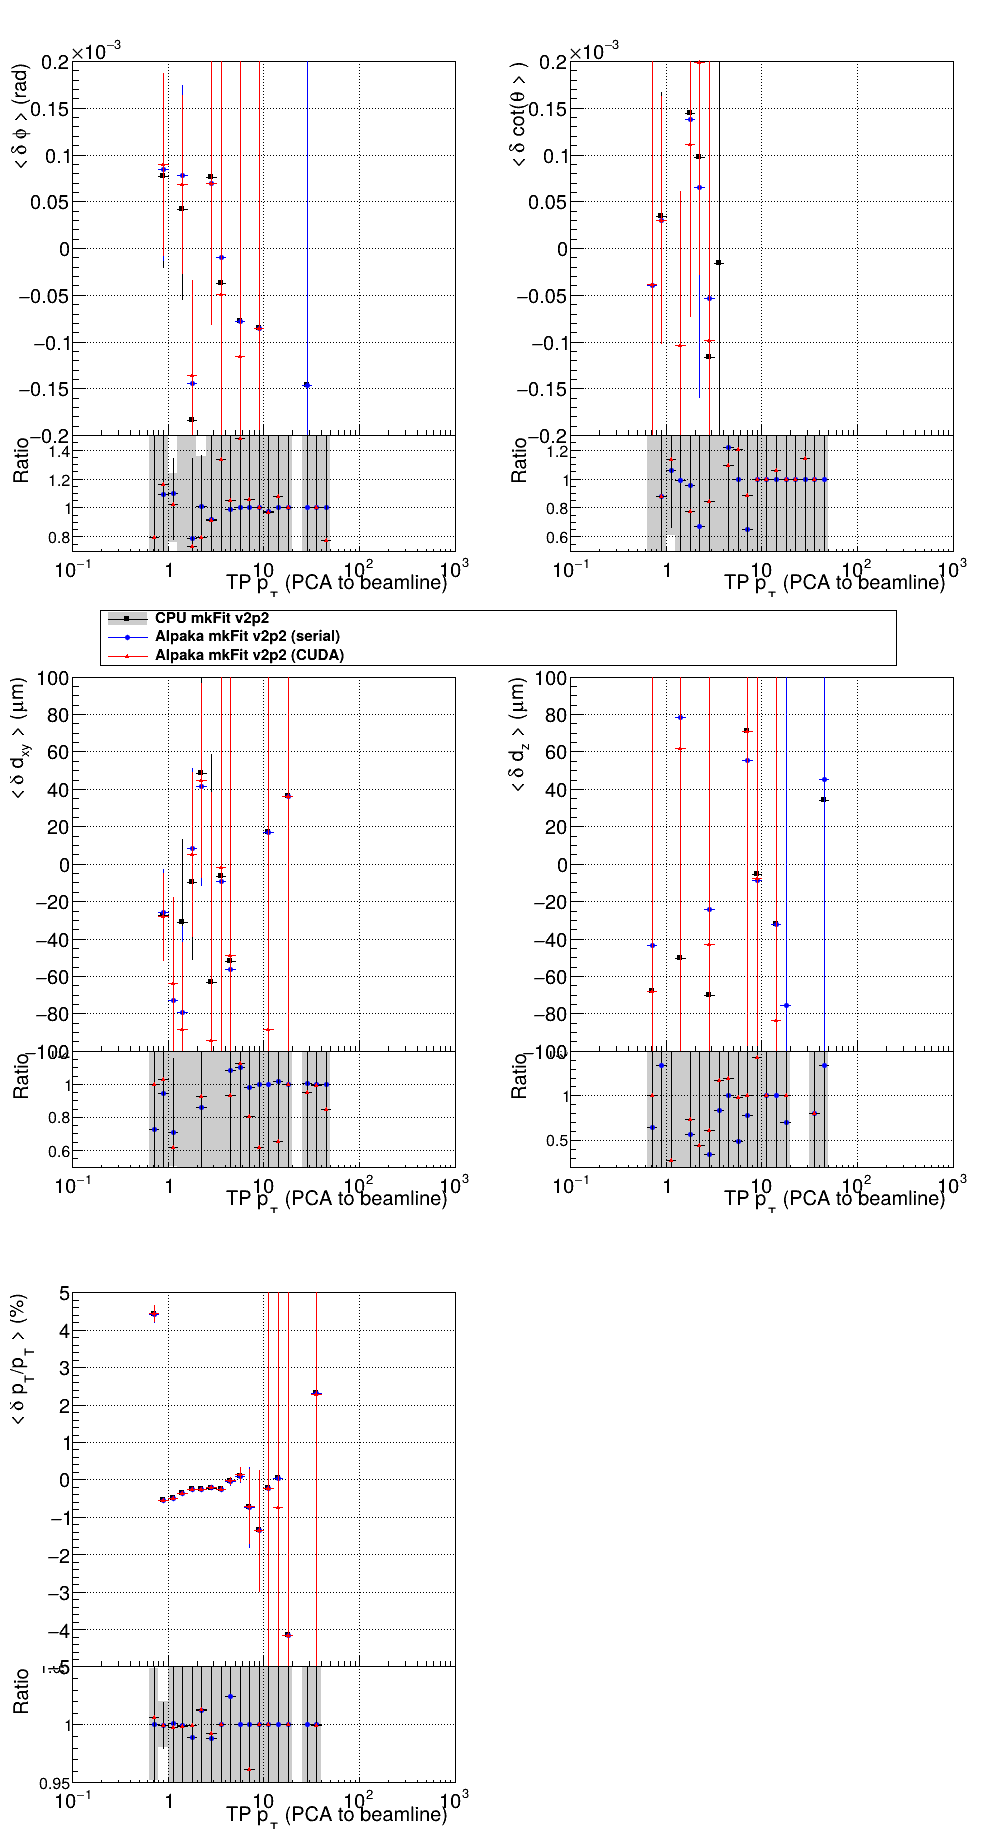 ×10⁻³
< δ φ > (rad)
0.2
0.15
0.1
0.05
0
−0.05
−0.1
−0.15
−0.2
Ratio
1.4
1.2
1
0.8
10⁻¹ 1 10 10² 10³
TP p_T (PCA to beamline)
×10⁻³
< δ cot(θ) >
0.2
0.15
0.1
0.05
0
−0.05
−0.1
−0.15
−0.2
Ratio
1.2
1
0.8
0.6
10⁻¹ 1 10 10² 10³
TP p_T (PCA to beamline)
CPU mkFit v2p2
Alpaka mkFit v2p2 (serial)
Alpaka mkFit v2p2 (CUDA)
< δ d_xy > (μm)
100
80
60
40
20
0
−20
−40
−60
−80
−100
Ratio
1
0.8
0.6
10⁻¹ 1 10 10² 10³
TP p_T (PCA to beamline)
< δ d_z > (μm)
100
80
60
40
20
0
−20
−40
−60
−80
−100
Ratio
1
0.5
10⁻¹ 1 10 10² 10³
TP p_T (PCA to beamline)
< δ p_T/p_T > (%)
5
4
3
2
1
0
−1
−2
−3
−4
−5
Ratio
1
0.95
10⁻¹ 1 10 10² 10³
TP p_T (PCA to beamline)